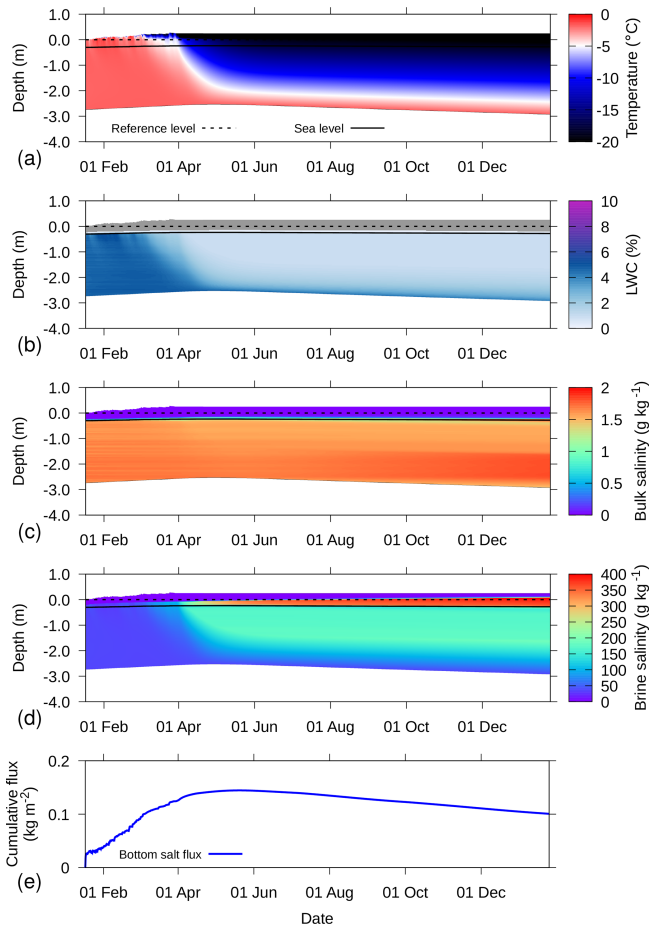 1.0
0.0
-1.0
-2.0
-3.0
-4.0
Depth (m)
Reference level
Sea level
01 Feb 01 Apr 01 Jun 01 Aug 01 Oct 01 Dec
0
-5
-10
-15
-20
Temperature (°C)
(a)
1.0
0.0
-1.0
-2.0
-3.0
-4.0
Depth (m)
01 Feb 01 Apr 01 Jun 01 Aug 01 Oct 01 Dec
10
8
6
4
2
0
LWC (%)
(b)
1.0
0.0
-1.0
-2.0
-3.0
-4.0
Depth (m)
01 Feb 01 Apr 01 Jun 01 Aug 01 Oct 01 Dec
2
1.5
1
0.5
0
Bulk salinity (g kg⁻¹)
(c)
1.0
0.0
-1.0
-2.0
-3.0
-4.0
Depth (m)
01 Feb 01 Apr 01 Jun 01 Aug 01 Oct 01 Dec
400
350
300
250
200
150
100
50
0
Brine salinity (g kg⁻¹)
(d)
0.2
0.1
0
Cumulative flux
(kg m⁻²)
Bottom salt flux
01 Feb 01 Apr 01 Jun 01 Aug 01 Oct 01 Dec
(e)
Date